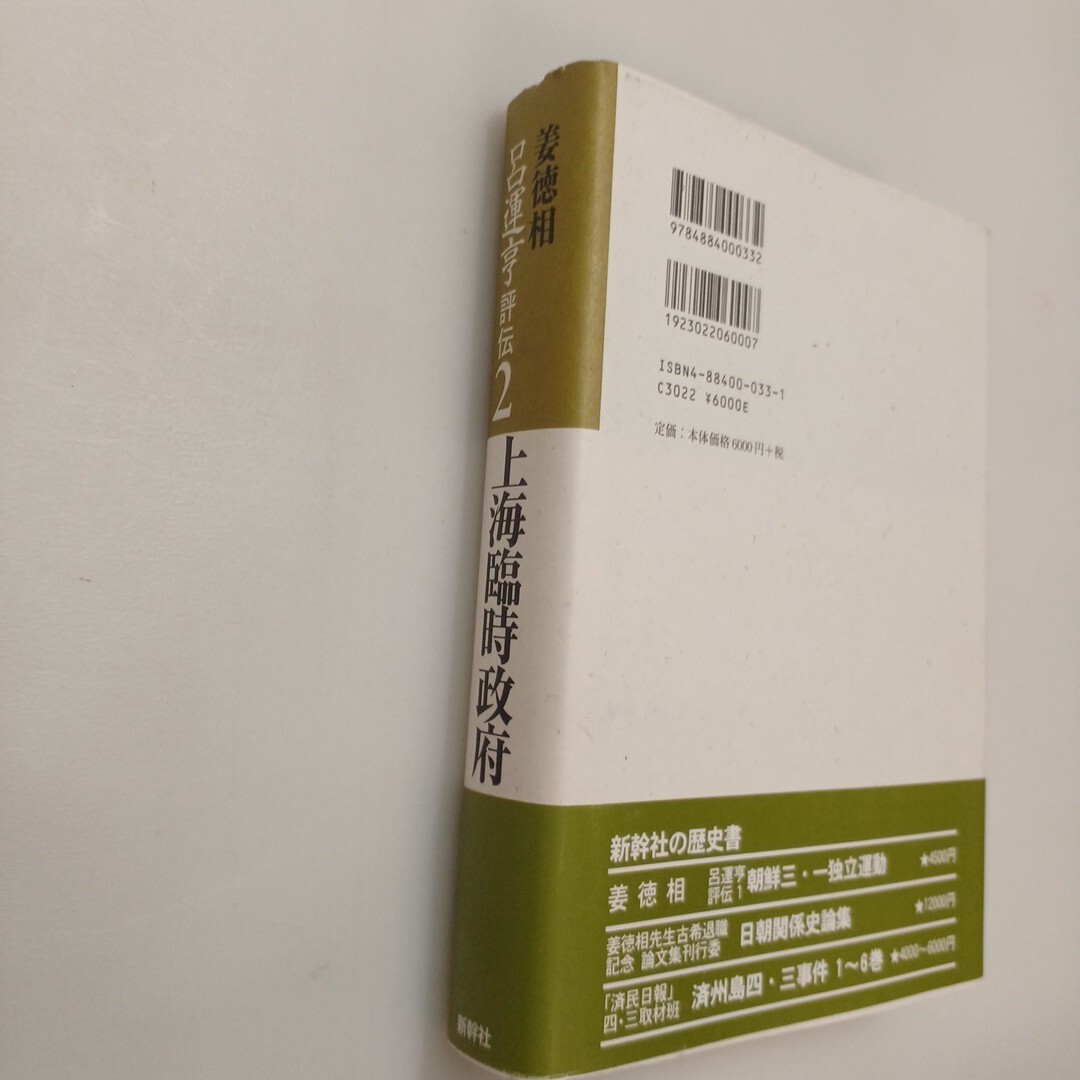 姜徳相
呂運亨評伝2
上海臨時政府
新幹社
9784884000332
1923022060007
ISBN4-88400-033-1
C3022 ¥6000E
定価：本体価格6000円+税
新幹社の歴史書
姜徳相 呂運亨評伝1 朝鮮三・一独立運動 ★4500円
姜徳相先生古希退職記念 論文集刊行委 日朝関係史論集 ★12000円
「済民日報」四・三取材班 済州島四・三事件 1〜6巻 ★4000〜6000円